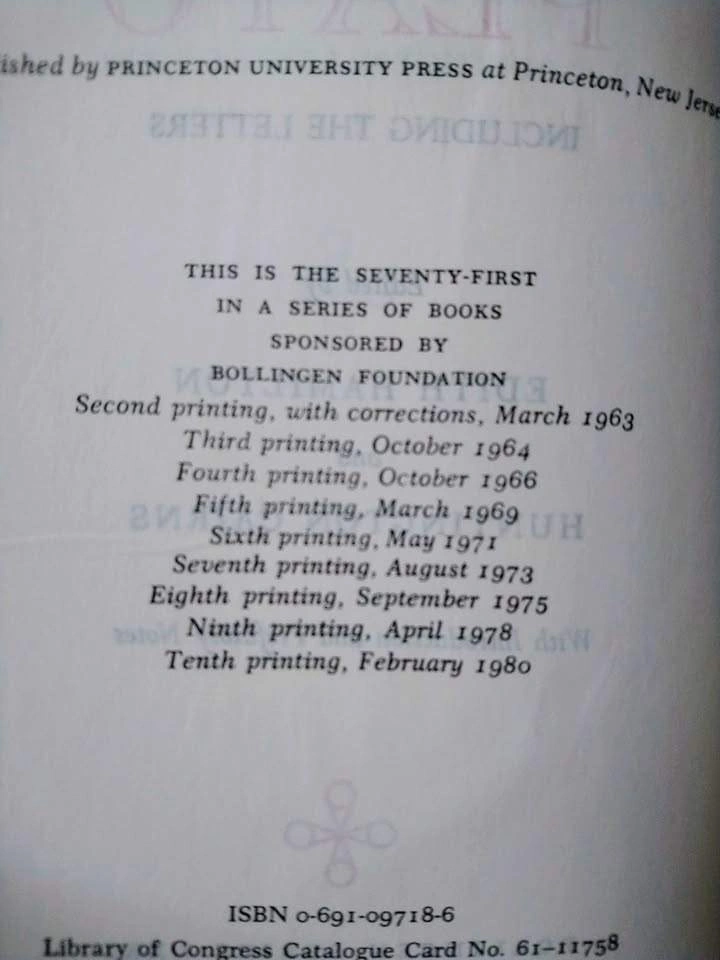 ished by PRINCETON UNIVERSITY PRESS at Princeton, New Jerse
THIS IS THE SEVENTY-FIRST
IN A SERIES OF BOOKS
SPONSORED BY
BOLLINGEN FOUNDATION
Second printing, with corrections, March 1963
Third printing, October 1964
Fourth printing, October 1966
Fifth printing, March 1969
Sixth printing, May 1971
Seventh printing, August 1973
Eighth printing, September 1975
Ninth printing, April 1978
Tenth printing, February 1980
ISBN 0-691-09718-6
Library of Congress Catalogue Card No. 61-11758